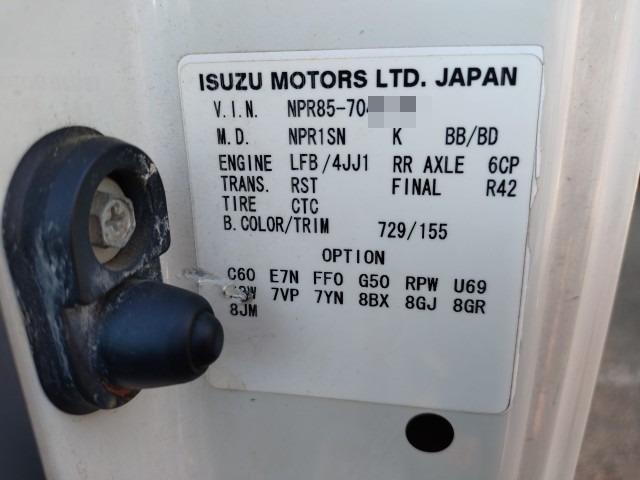 ISUZU MOTORS LTD. JAPAN
V.I.N. NPR85-70
M.D. NPR1SN K BB/BD
ENGINE LFB/4JJ1 RR AXLE 6CP
TRANS. RST FINAL R42
TIRE CTC
B.COLOR/TRIM 729/155
OPTION
C60 E7N FF0 G50 RPW U69
7VP 7YN 8BX 8GJ 8GR
8JM